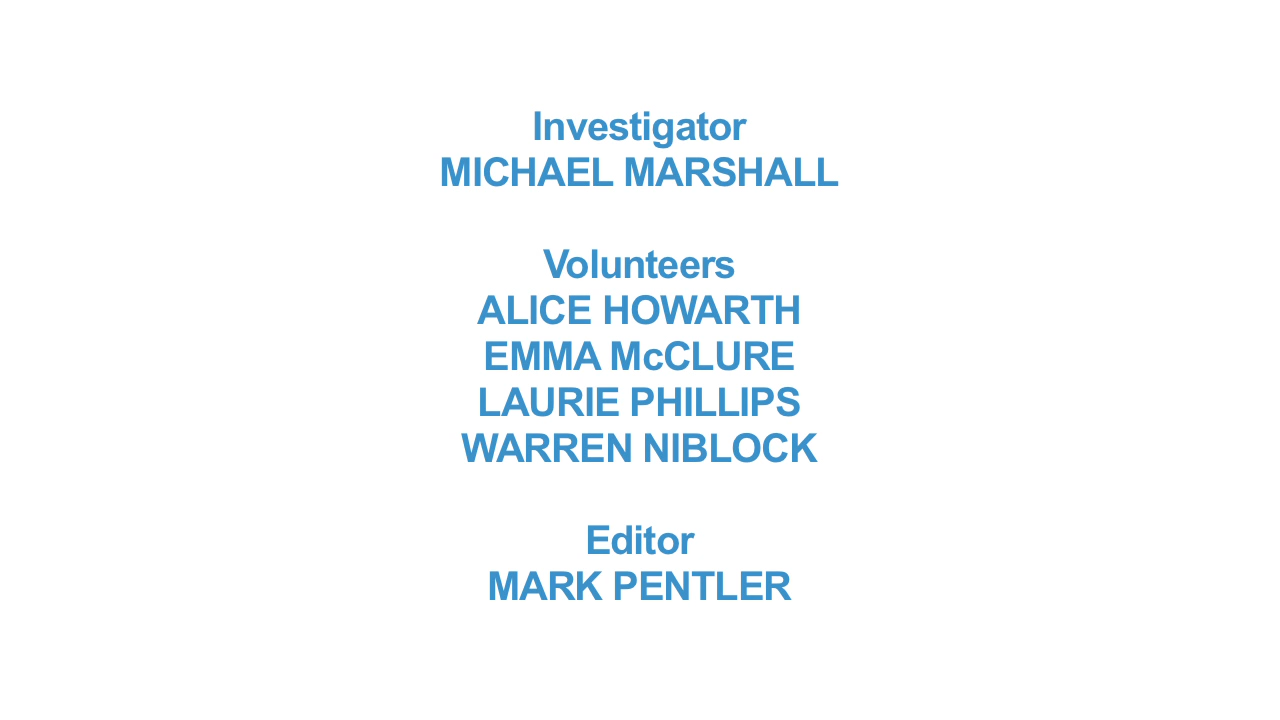 Investigator
MICHAEL MARSHALL
Volunteers
ALICE HOWARTH
EMMA McCLURE
LAURIE PHILLIPS
WARREN NIBLOCK
Editor
MARK PENTLER